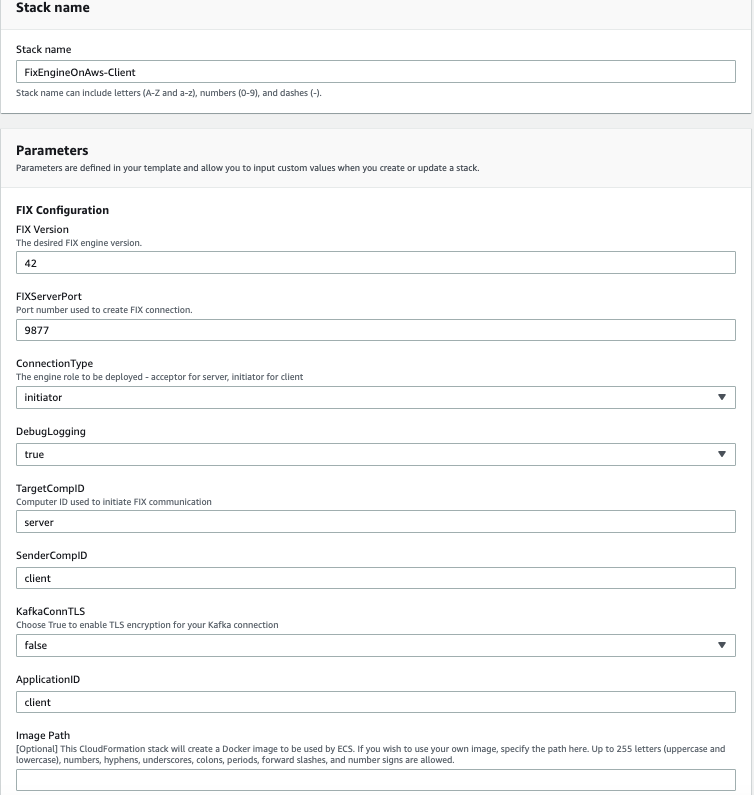 Stack name
Stack name
FixEngineOnAws-Client
Stack name can include letters (A-Z and a-z), numbers (0-9), and dashes (-).
Parameters
Parameters are defined in your template and allow you to input custom values when you create or update a stack.
FIX Configuration
FIX Version
The desired FIX engine version.
42
FIXServerPort
Port number used to create FIX connection.
9877
ConnectionType
The engine role to be deployed - acceptor for server, initiator for client
initiator
DebugLogging
true
TargetCompID
Computer ID used to initiate FIX communication
server
SenderCompID
client
KafkaConnTLS
Choose True to enable TLS encryption for your Kafka connection
false
ApplicationID
client
Image Path
[Optional] This CloudFormation stack will create a Docker image to be used by ECS. If you wish to use your own image, specify the path here. Up to 255 letters (uppercase and
lowercase), numbers, hyphens, underscores, colons, periods, forward slashes, and number signs are allowed.